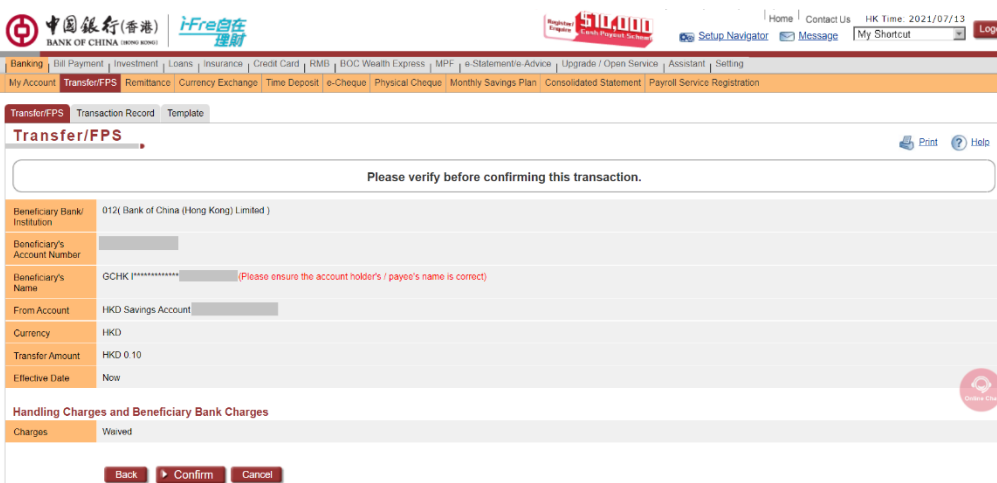 中國銀行(香港)
BANK OF CHINA (HONG KONG)
i-Free自在
理財
Register/
Enquire
$10,000
Cash Payout Scheme
Home Contact Us HK Time: 2021/07/13
Setup Navigator Message My Shortcut
Banking Bill Payment Investment Loans Insurance Credit Card RMB BOC Wealth Express MPF e-Statement/e-Advice Upgrade / Open Service Assistant Setting
My Account Transfer/FPS Remittance Currency Exchange Time Deposit e-Cheque Physical Cheque Monthly Savings Plan Consolidated Statement Payroll Service Registration
Transfer/FPS Transaction Record Template
Transfer/FPS
Print Help
Please verify before confirming this transaction.
Beneficiary Bank/
Institution
012( Bank of China (Hong Kong) Limited )
Beneficiary's
Account Number
Beneficiary's
Name
GCHK I************* (Please ensure the account holder's / payee's name is correct)
From Account HKD Savings Account
Currency HKD
Transfer Amount HKD 0.10
Effective Date Now
Handling Charges and Beneficiary Bank Charges
Charges Waived
Back Confirm Cancel